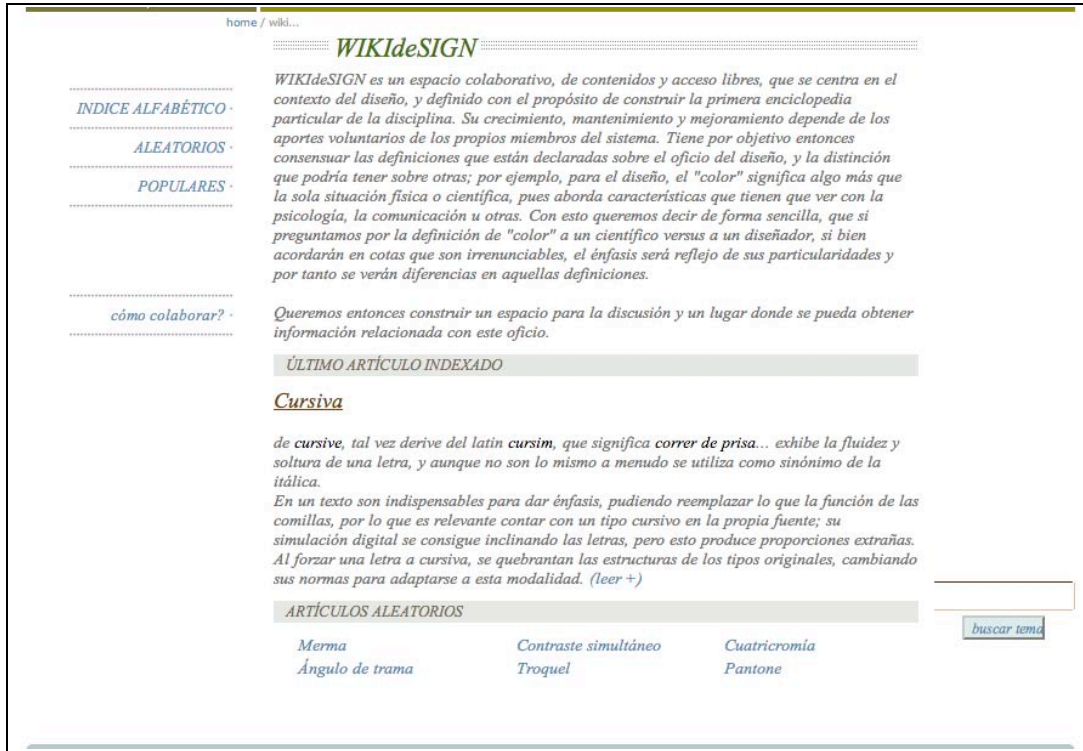 home / wiki...
WIKIdeSIGN
WIKIdeSIGN es un espacio colaborativo, de contenidos y acceso libres, que se centra en el
contexto del diseño, y definido con el propósito de construir la primera enciclopedia
particular de la disciplina. Su crecimiento, mantenimiento y mejoramiento depende de los
aportes voluntarios de los propios miembros del sistema. Tiene por objetivo entonces
consensuar las definiciones que están declaradas sobre el oficio del diseño, y la distinción
que podría tener sobre otras; por ejemplo, para el diseño, el "color" significa algo más que
la sola situación física o científica, pues aborda características que tienen que ver con la
psicología, la comunicación u otras. Con esto queremos decir de forma sencilla, que si
preguntamos por la definición de "color" a un científico versus a un diseñador, si bien
acordarán en cotas que son irrenunciables, el énfasis será reflejo de sus particularidades y
por tanto se verán diferencias en aquellas definiciones.
Queremos entonces construir un espacio para la discusión y un lugar donde se pueda obtener
información relacionada con este oficio.
INDICE ALFABÉTICO ·
ALEATORIOS ·
POPULARES ·
cómo colaborar? ·
ÚLTIMO ARTÍCULO INDEXADO
Cursiva
de cursive, tal vez derive del latin cursim, que significa correr de prisa... exhibe la fluidez y
soltura de una letra, y aunque no son lo mismo a menudo se utiliza como sinónimo de la
itálica.
En un texto son indispensables para dar énfasis, pudiendo reemplazar lo que la función de las
comillas, por lo que es relevante contar con un tipo cursivo en la propia fuente; su
simulación digital se consigue inclinando las letras, pero esto produce proporciones extrañas.
Al forzar una letra a cursiva, se quebrantan las estructuras de los tipos originales, cambiando
sus normas para adaptarse a esta modalidad. (leer +)
ARTÍCULOS ALEATORIOS
Merma Contraste simultáneo Cuatricromía
Ángulo de trama Troquel Pantone
buscar tema